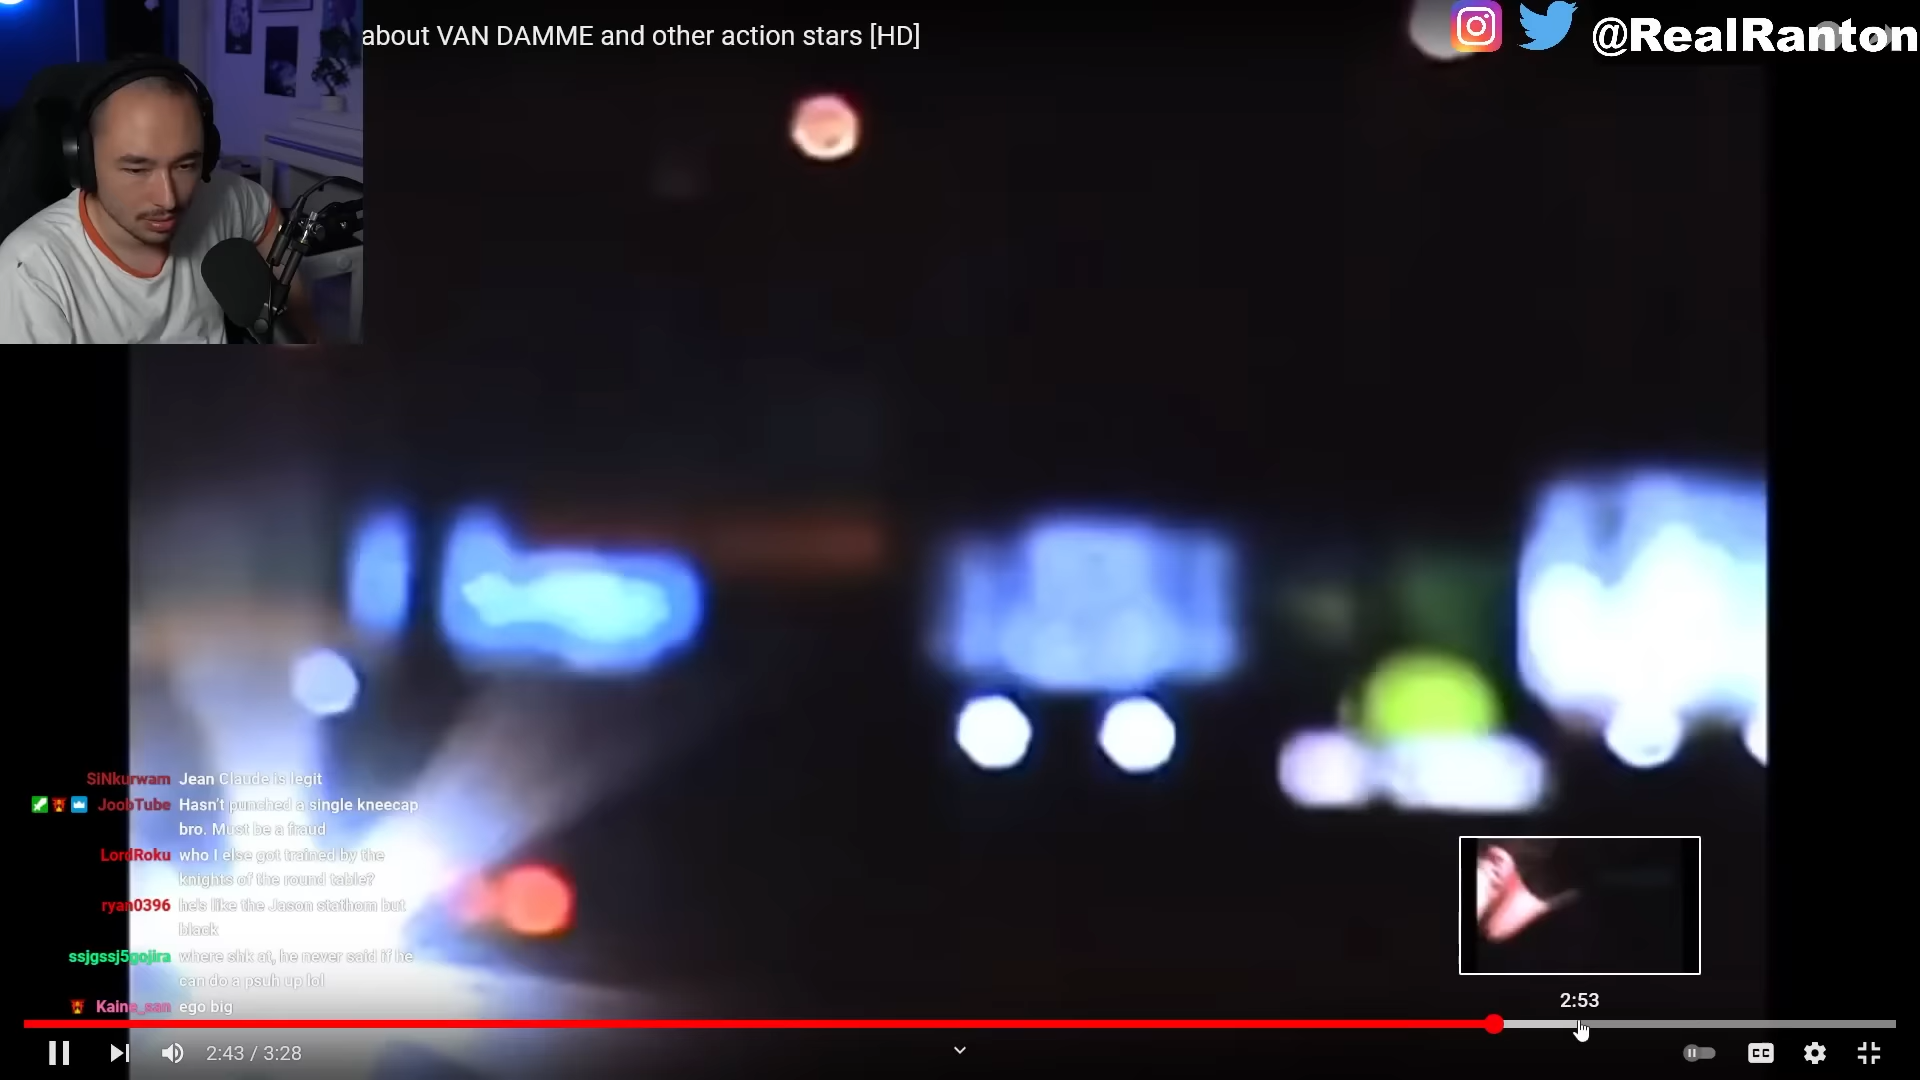 about VAN DAMME and other action stars [HD]
@RealRanton
SiNkurwam Jean Claude is legit
JoobTube Hasn't punched a single kneecap
bro. Must be a fraud
LordRoku who I else got trained by the
knights of the round table?
ryan0396 he's like the Jason stathom but
black
ssjgssj5gojira where shk at, he never said if he
can do a psuh up lol
Kaine_san ego big
2:53
2:43 / 3:28
CC